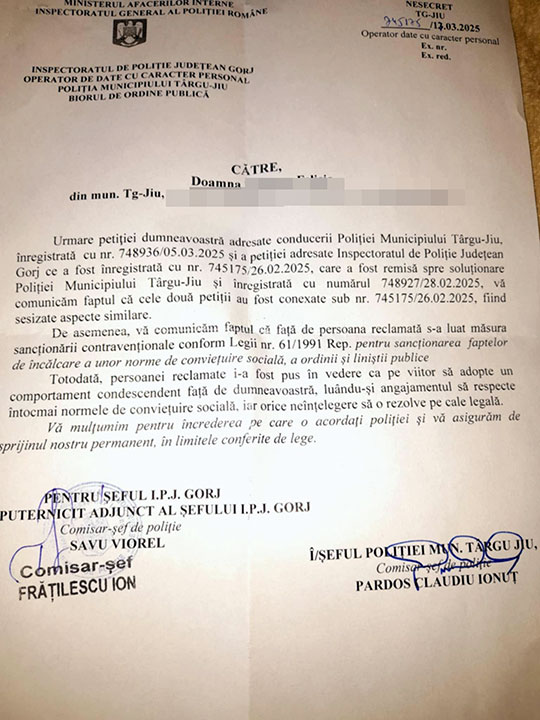 MINISTERUL AFACERILOR INTERNE
INSPECTORATUL GENERAL AL POLIȚIEI ROMÂNE
INSPECTORATUL DE POLIȚIE JUDEȚEAN GORJ
OPERATOR DE DATE CU CARACTER PERSONAL
POLIȚIA MUNICIPIULUI TÂRGU-JIU
BIORUL DE ORDINE PUBLICĂ
NESECRET
TG-JIU
745175/17.03.2025
Operator date cu caracter personal
Ex. nr.
Ex. red.
CĂTRE,
Doamna
din mun. Tg-Jiu,
Urmare petiției dumneavoastră adresate conducerii Poliției Municipiului Târgu-Jiu,
înregistrată cu nr. 748936/05.03.2025 și a petiției adresate Inspectoratul de Poliție Județean
Gorj ce a fost înregistrată cu nr. 745175/26.02.2025, care a fost remisă spre soluționare
Poliției Municipiului Târgu-Jiu și înregistrată cu numărul 748927/28.02.2025, vă
comunicăm faptul că cele două petiții au fost conexate sub nr. 745175/26.02.2025, fiind
sesizate aspecte similare.
De asemenea, vă comunicăm faptul că față de persoana reclamată s-a luat măsura
sancționării contravenționale conform Legii nr. 61/1991 Rep. pentru sancționarea faptelor
de încălcare a unor norme de conviețuire socială, a ordinii și liniștii publice
Totodată, persoanei reclamate i-a fost pus în vedere ca pe viitor să adopte un
comportament condescendent față de dumneavoastră, luându-și angajamentul să respecte
întocmai normele de conviețuire socială, iar orice neînțelegere să o rezolve pe cale legală.
Vă mulțumim pentru încrederea pe care o acordați poliției și vă asigurăm de
sprijinul nostru permanent, în limitele conferite de lege.
PENTRU ȘEFUL I.P.J. GORJ
PUTERNICIT ADJUNCT AL ȘEFULUI I.P.J. GORJ
Comisar-șef de poliție
SAVU VIOREL
Comisar-șef
FRĂȚILESCU ION
Î/ȘEFUL POLIȚIEI MUN. TÂRGU JIU,
Comisar-șef de poliție
PARDOS CLAUDIU IONUȚ